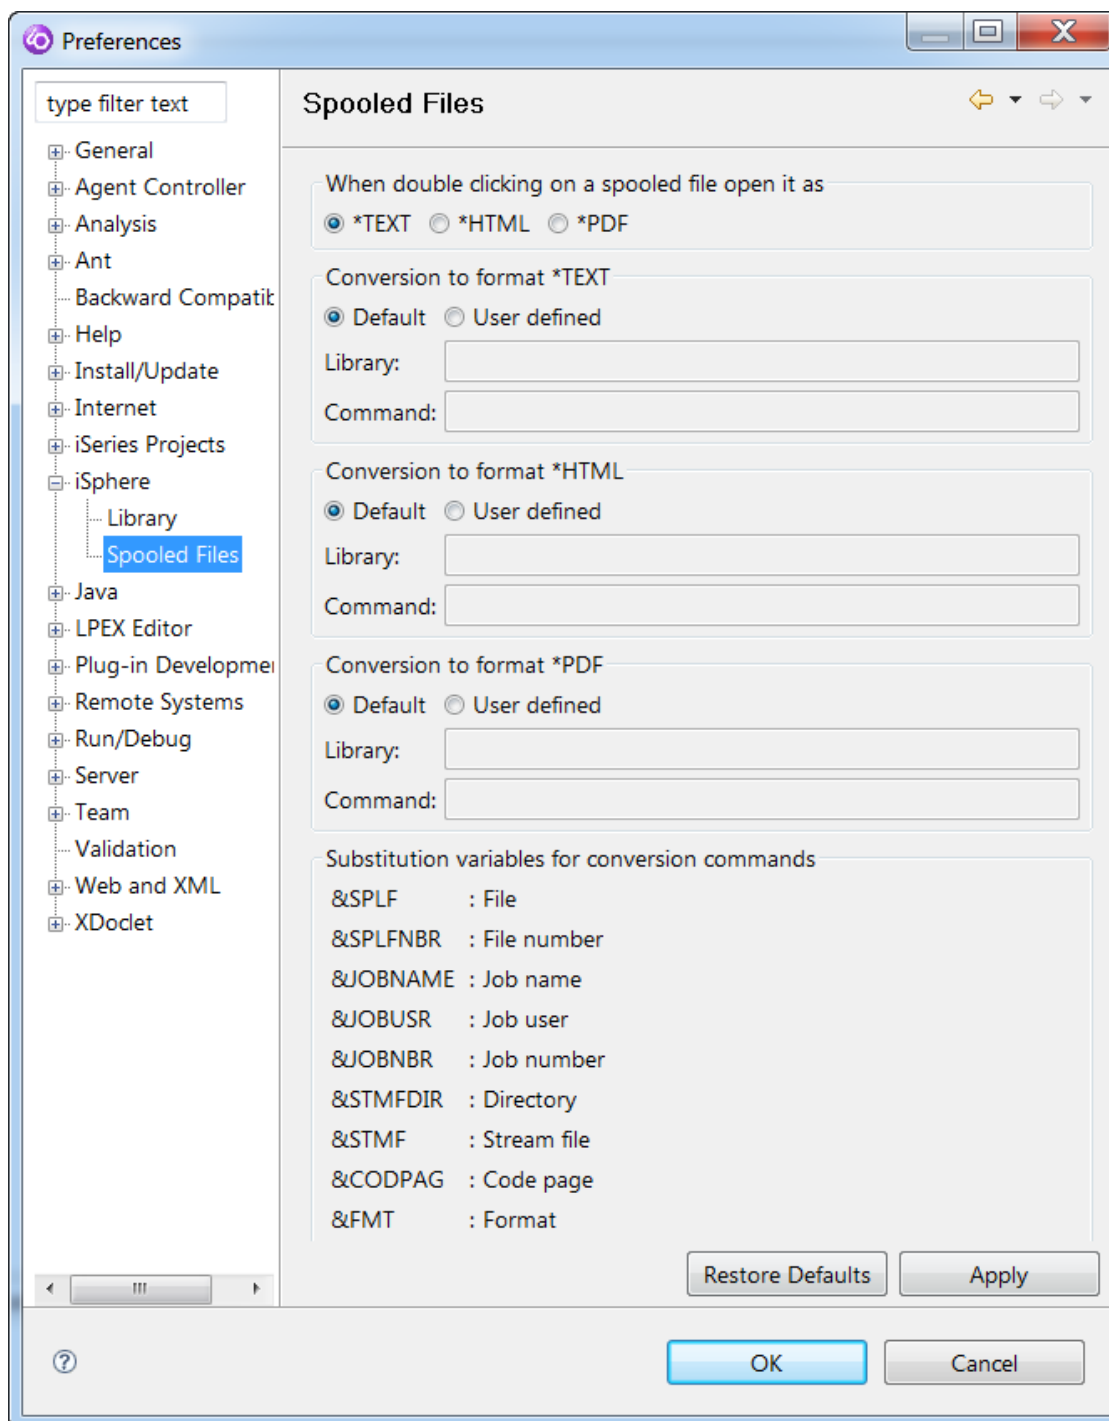 Preferences
type filter text
General
Agent Controller
Analysis
Ant
Backward Compatib
Help
Install/Update
Internet
iSeries Projects
iSphere
Library
Spooled Files
Java
LPEX Editor
Plug-in Developmen
Remote Systems
Run/Debug
Server
Team
Validation
Web and XML
XDoclet
Spooled Files
When double clicking on a spooled file open it as
*TEXT *HTML *PDF
Conversion to format *TEXT
Default User defined
Library:
Command:
Conversion to format *HTML
Default User defined
Library:
Command:
Conversion to format *PDF
Default User defined
Library:
Command:
Substitution variables for conversion commands
&SPLF : File
&SPLFNBR : File number
&JOBNAME : Job name
&JOBUSR : Job user
&JOBNBR : Job number
&STMFDIR : Directory
&STMF : Stream file
&CODPAG : Code page
&FMT : Format
Restore Defaults Apply
OK Cancel